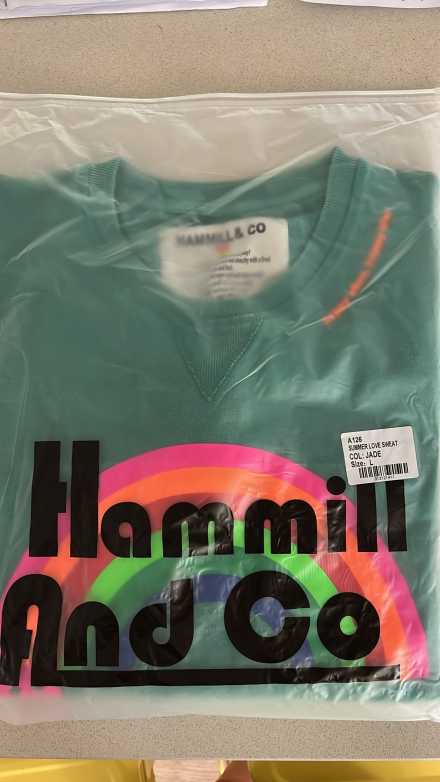 HAMMILL & CO
A126
SUMMER LOVE SWEAT
COL: JADE
Size: L
Hammill
And Co